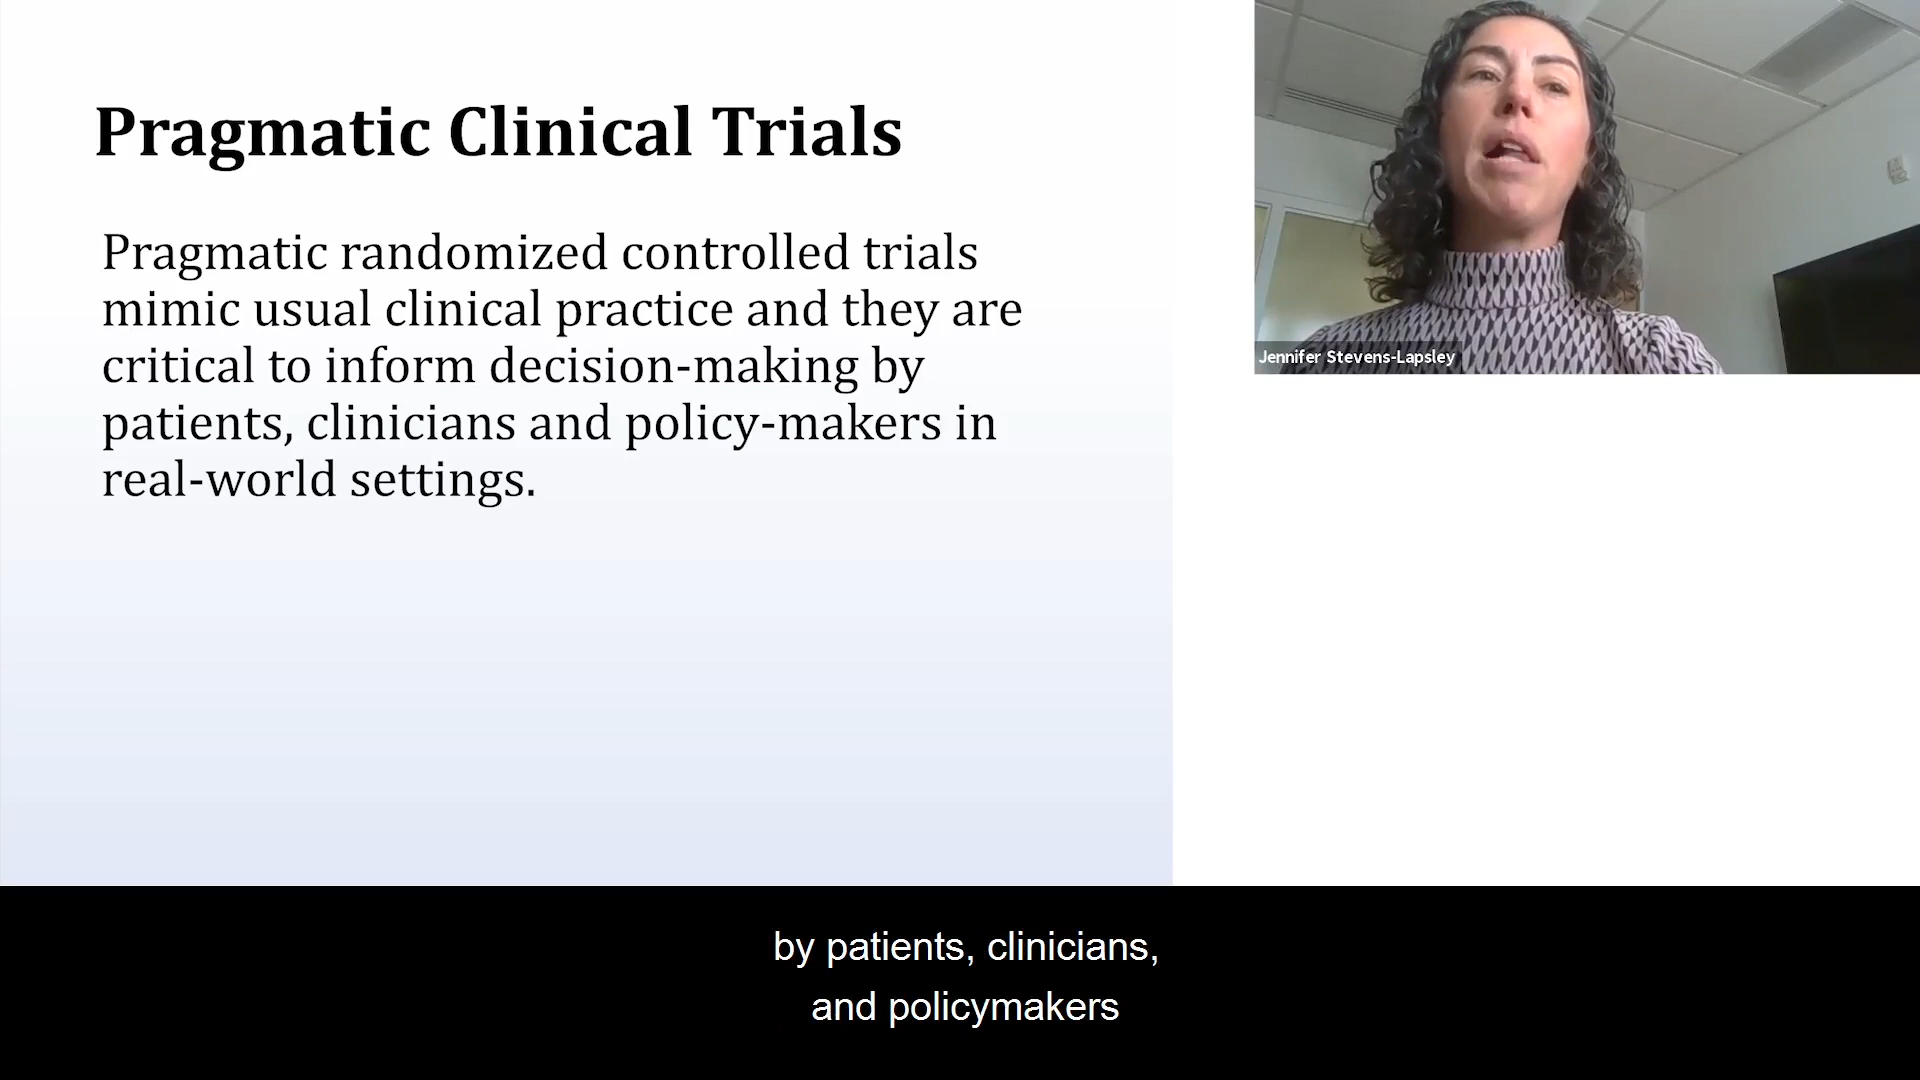 Pragmatic Clinical Trials
Pragmatic randomized controlled trials
mimic usual clinical practice and they are
critical to inform decision-making by
patients, clinicians and policy-makers in
real-world settings.
Jennifer Stevens-Lapsley
by patients, clinicians,
and policymakers